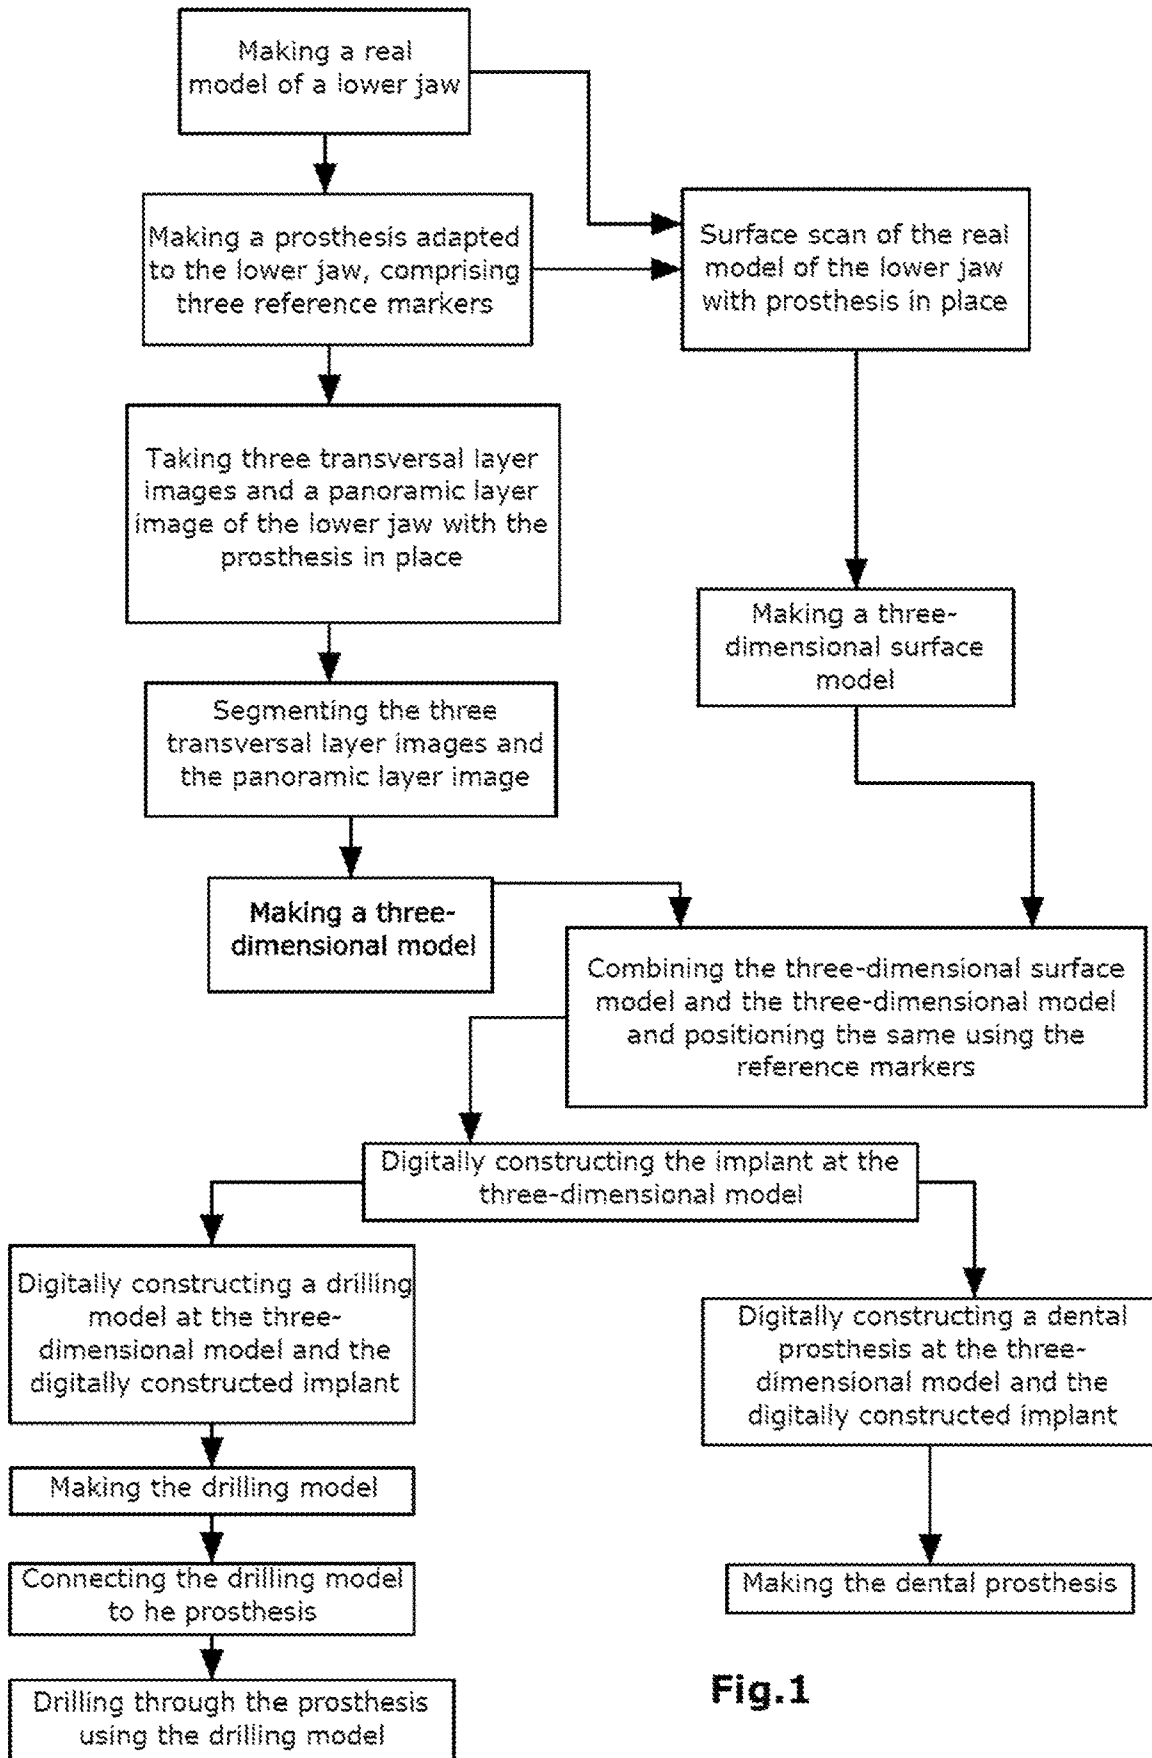 Making a real
model of a lower jaw
Making a prosthesis adapted
to the lower jaw, comprising
three reference markers
Surface scan of the real
model of the lower jaw
with prosthesis in place
Taking three transversal layer
images and a panoramic layer
image of the lower jaw with the
prosthesis in place
Making a three-
dimensional surface
model
Segmenting the three
transversal layer images and
the panoramic layer image
Making a three-
dimensional model
Combining the three-dimensional surface
model and the three-dimensional model
and positioning the same using the
reference markers
Digitally constructing the implant at the
three-dimensional model
Digitally constructing a drilling
model at the three-
dimensional model and the
digitally constructed implant
Digitally constructing a dental
prosthesis at the three-
dimensional model and the
digitally constructed implant
Making the drilling model
Connecting the drilling model
to he prosthesis
Making the dental prosthesis
Drilling through the prosthesis
using the drilling model
Fig.1